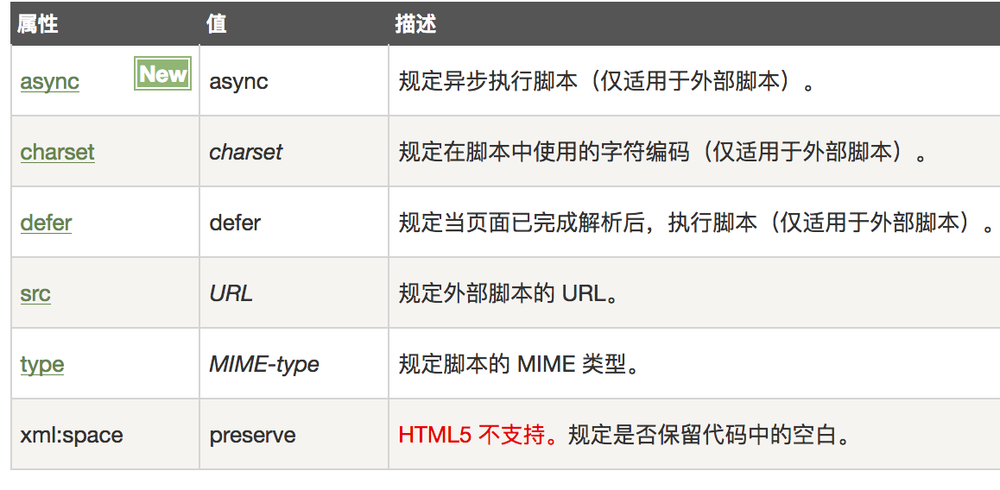 属性 值 描述
async New async 规定异步执行脚本（仅适用于外部脚本）。
charset charset 规定在脚本中使用的字符编码（仅适用于外部脚本）。
defer defer 规定当页面已完成解析后，执行脚本（仅适用于外部脚本）。
src URL 规定外部脚本的 URL。
type MIME-type 规定脚本的 MIME 类型。
xml:space preserve HTML5 不支持。规定是否保留代码中的空白。